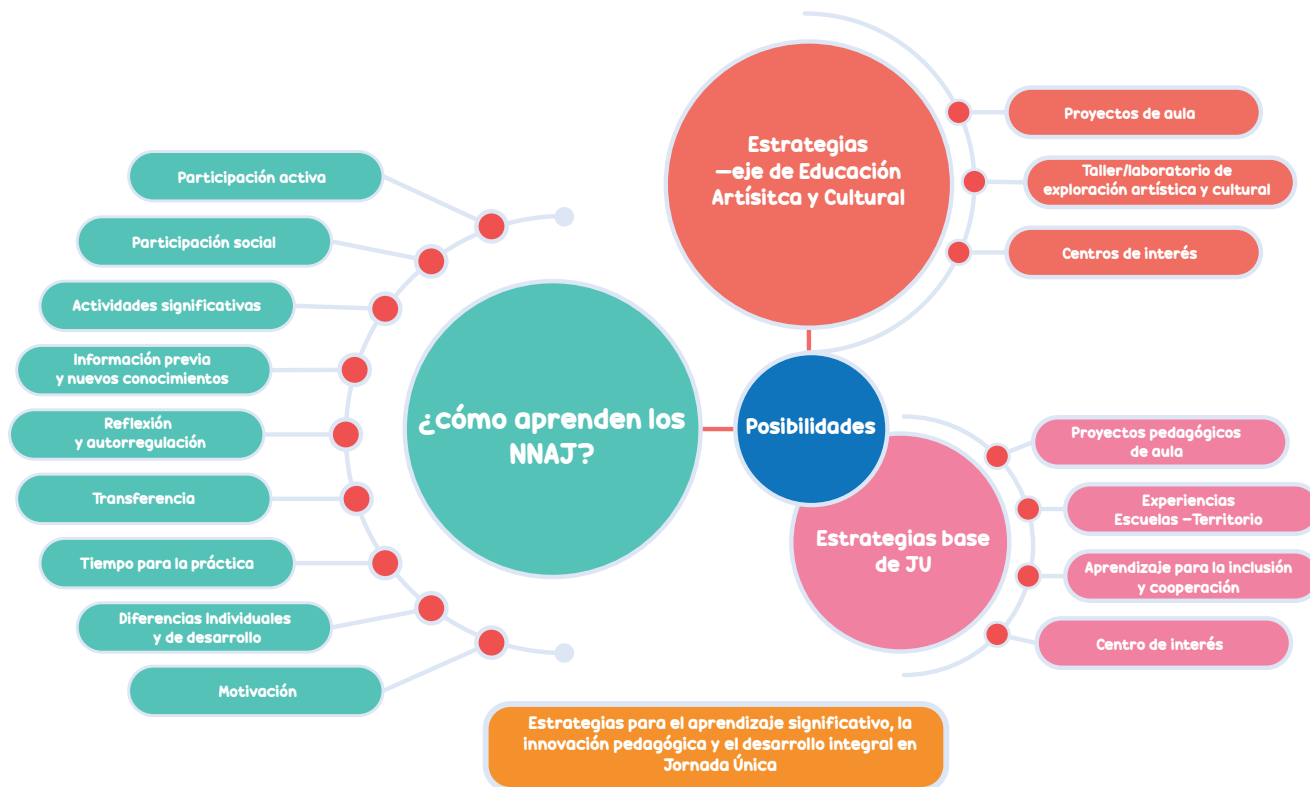 Participación activa
Participación social
Actividades significativas
Información previa
y nuevos conocimientos
Reflexión
y autorregulación
Transferencia
Tiempo para la práctica
Diferencias Individuales
y de desarrollo
Motivación
¿cómo aprenden los
NNAJ?
Posibilidades
Estrategias
–eje de Educación
Artísitca y Cultural
Proyectos de aula
Taller/laboratorio de
exploración artística y cultural
Centros de interés
Estrategias base
de JU
Proyectos pedagógicos
de aula
Experiencias
Escuelas –Territorio
Aprendizaje para la inclusión
y cooperación
Centro de interés
Estrategias para el aprendizaje significativo, la
innovación pedagógica y el desarrollo integral en
Jornada Única